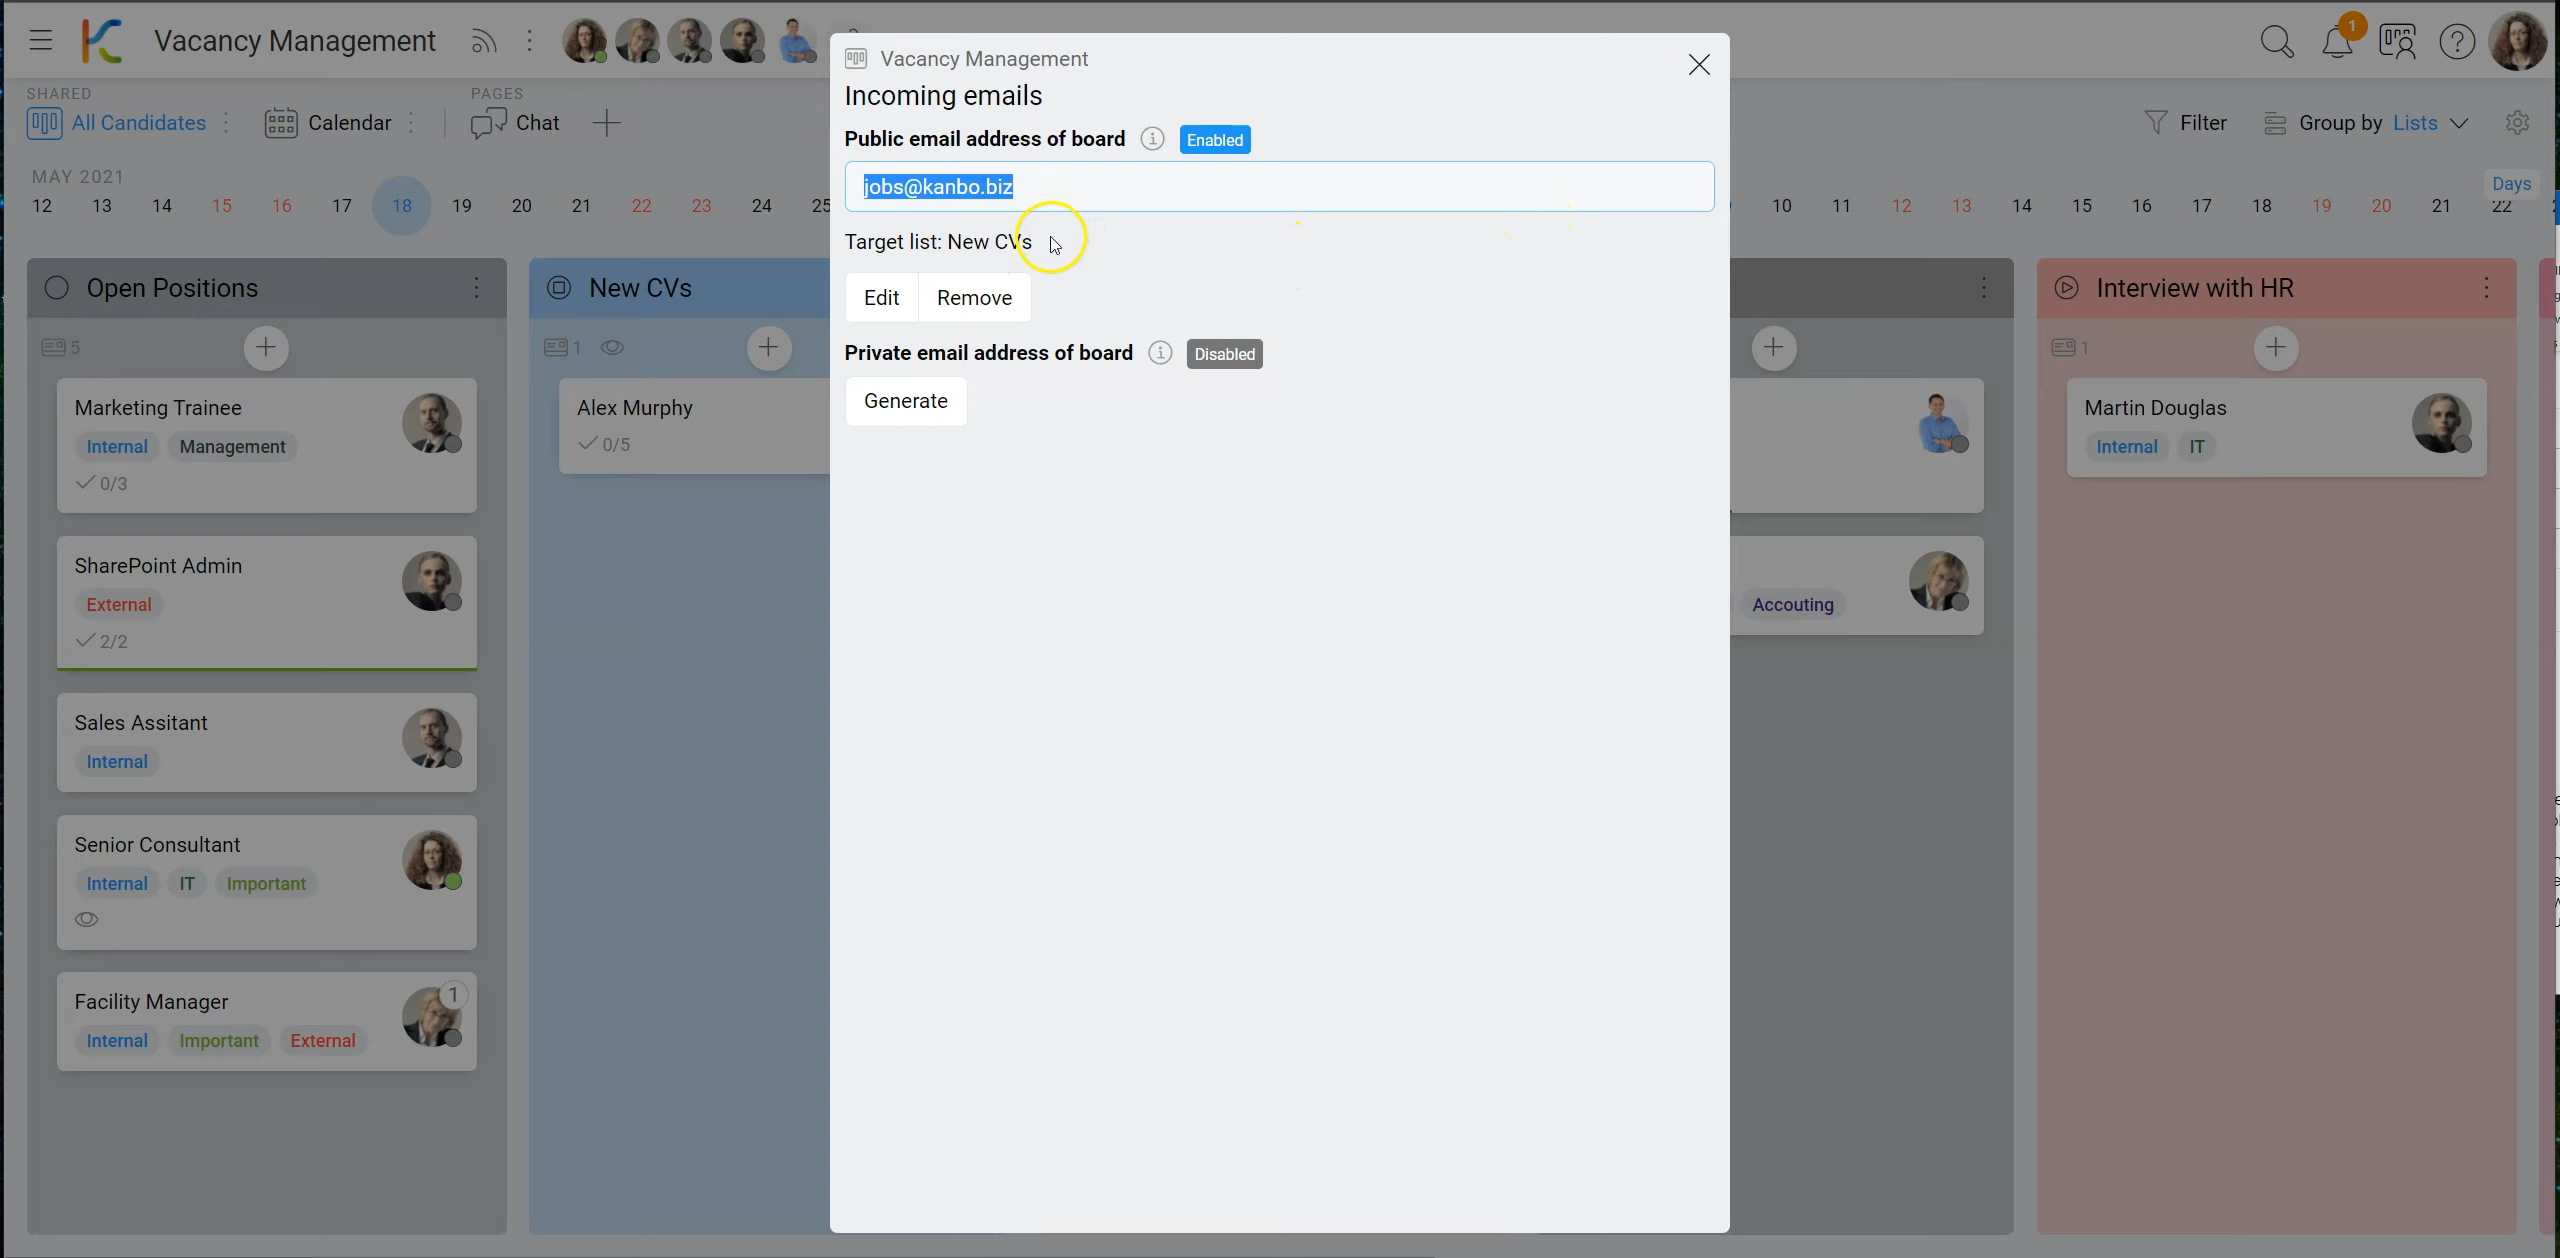 Vacancy Management
1
SHARED
All Candidates
Calendar
PAGES
Chat
Filter
Group by Lists
MAY 2021
12 13 14 15 16 17 18 19 20 21 22 23 24 25
10 11 12 13 14 15 16 17 18 19 20 21 22
Days
Vacancy Management
Incoming emails
Public email address of board
Enabled
jobs@kanbo.biz
Target list: New CVs
Edit
Remove
Private email address of board
Disabled
Generate
Open Positions
5
Marketing Trainee
Internal Management
0/3
SharePoint Admin
External
2/2
Sales Assitant
Internal
Senior Consultant
Internal IT Important
Facility Manager
1
Internal Important External
New CVs
1
Alex Murphy
0/5
Accouting
Interview with HR
1
Martin Douglas
Internal IT